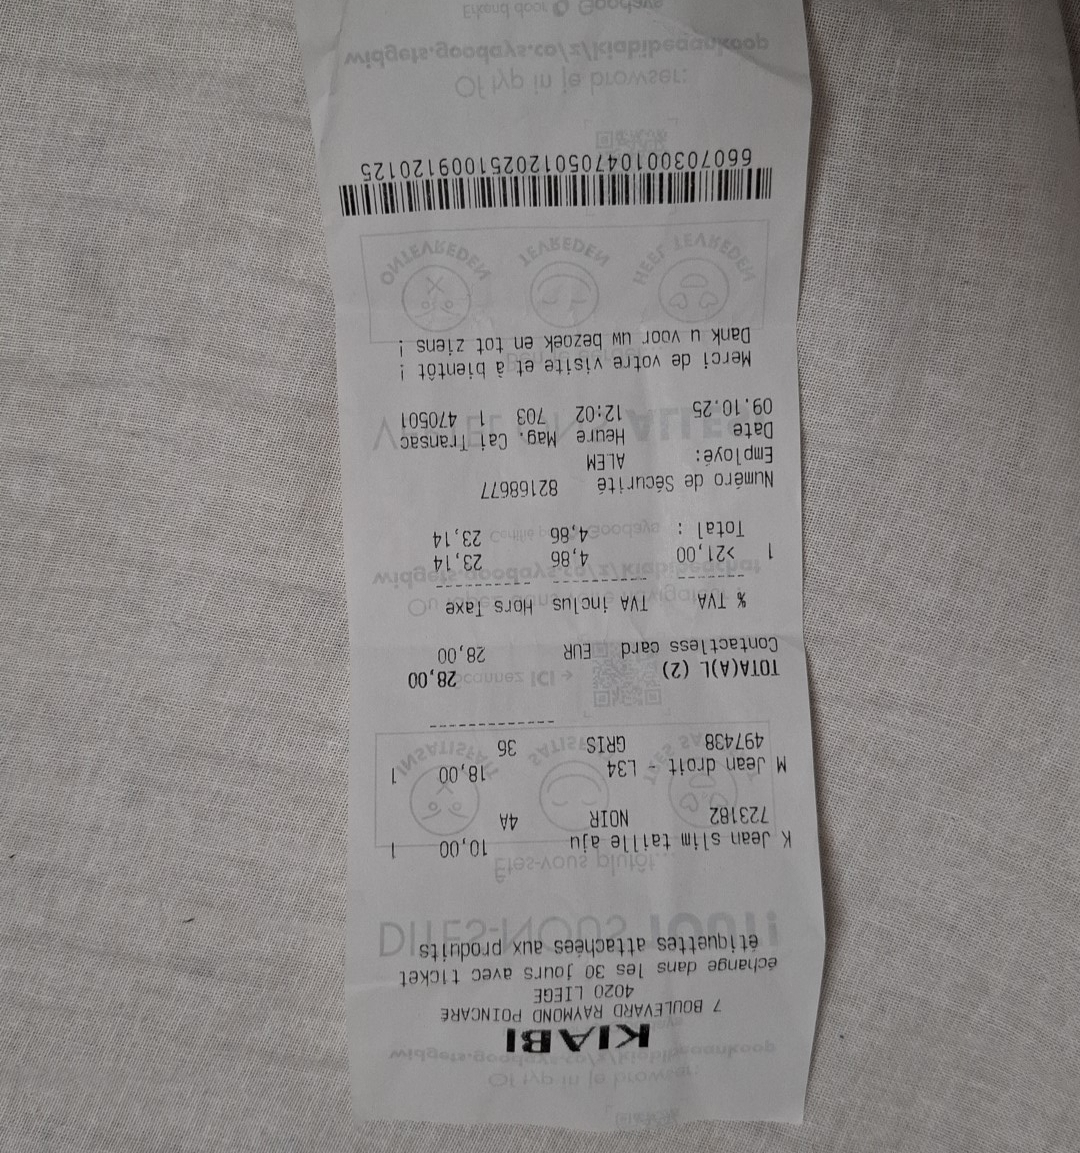 KIABI
7 BOULEVARD RAYMOND POINCARE
4020 LIEGE
échange dans les 30 jours avec ticket
étiquettes attachées aux produits
K Jean slim taille aju 10,00 1
723182 NOIR 4A
M Jean droit - L34 18,00 1
497438 GRIS 36
TOTA(A)L (2) 28,00
Contactless card EUR 28,00
% TVA TVA inclus Hors Taxe
1 >21,00 4,86 23,14
Total : 4,86 23,14
Numéro de Sécurité 82168677
Employé: ALEM
Date Heure Mag. Cai Transac
09.10.25 12:02 703 1 470501
Merci de votre visite et à bientôt !
Dank u voor uw bezoek en tot ziens !
660703001047050120251009120125